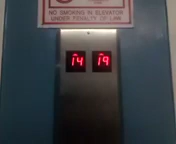 NO SMOKING IN ELEVATOR
UNDER PENALTY OF LAW
14 19